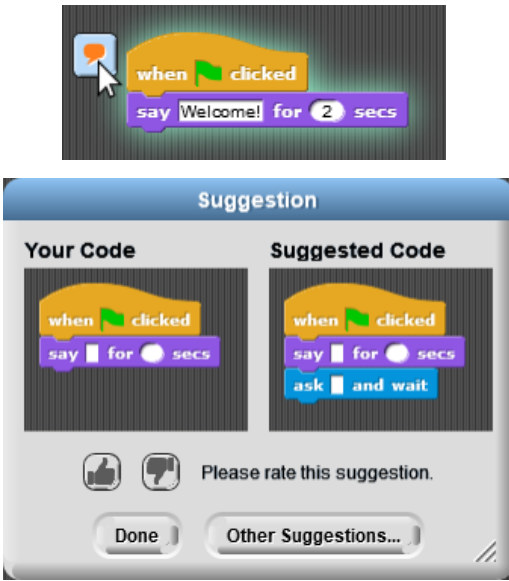 when clicked
say Welcome! for 2 secs
Suggestion
Your Code
Suggested Code
when clicked
say for secs
when clicked
say for secs
ask and wait
Please rate this suggestion.
Done
Other Suggestions...